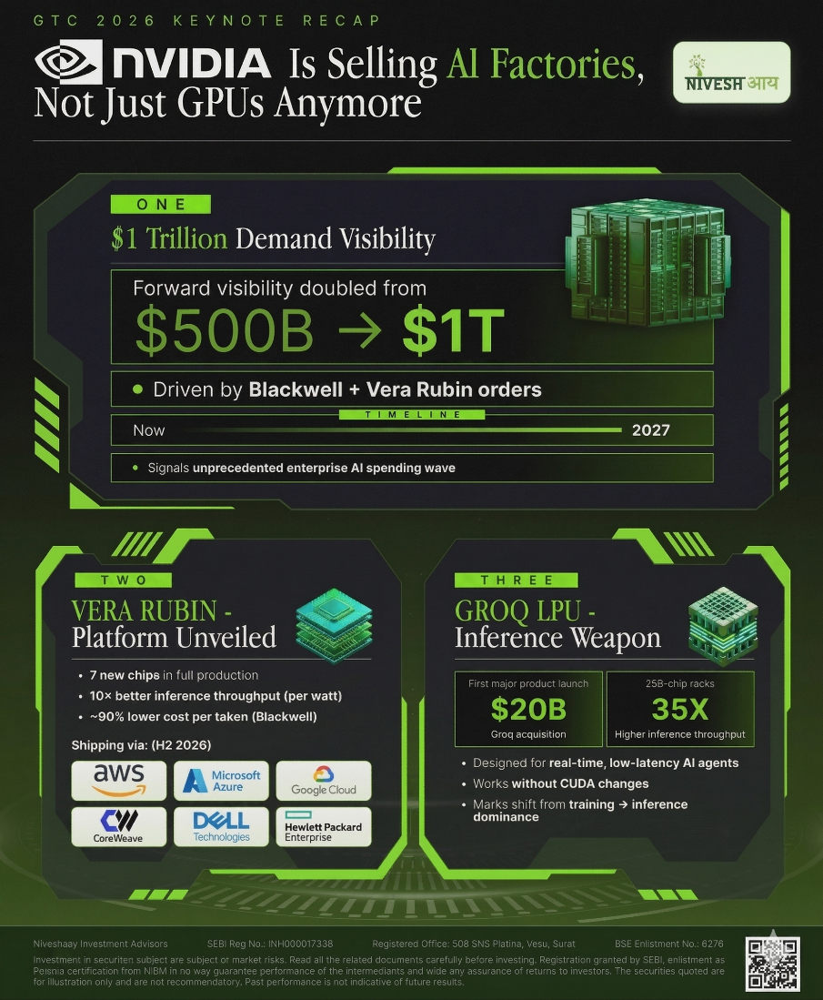 GTC 2026 KEYNOTE RECAP
NVIDIA Is Selling AI Factories,
Not Just GPUs Anymore
NIVESH आय
ONE
$1 Trillion Demand Visibility
Forward visibility doubled from
$500B → $1T
• Driven by Blackwell + Vera Rubin orders
TIMELINE
Now 2027
• Signals unprecedented enterprise AI spending wave
TWO
VERA RUBIN -
Platform Unveiled
• 7 new chips in full production
• 10× better inference throughput (per watt)
• ~90% lower cost per taken (Blackwell)
Shipping via: (H2 2026)
aws
Microsoft
Azure
Google Cloud
CoreWeave
DELL
Technologies
Hewlett Packard
Enterprise
THREE
GROQ LPU -
Inference Weapon
First major product launch
$20B
Groq acquisition
25B-chip racks
35X
Higher inference throughput
• Designed for real-time, low-latency AI agents
• Works without CUDA changes
• Marks shift from training → inference
dominance
Niveshaay Investment Advisors SEBI Reg No.: INH000017338 Registered Office: 508 SNS Platina, Vesu, Surat BSE Enlistment No.: 6276
Investment in securiten subject are subject or market risks. Read all the related documents carefully before investing. Registration granted by SEBI, enlistment as
certification from NIBM in no way guarantee performance of the intermediants and wide any assurance of returns to investors. The securities quoted are
for illustration only and are not recommendatory. Past performance is not indicative of future results.